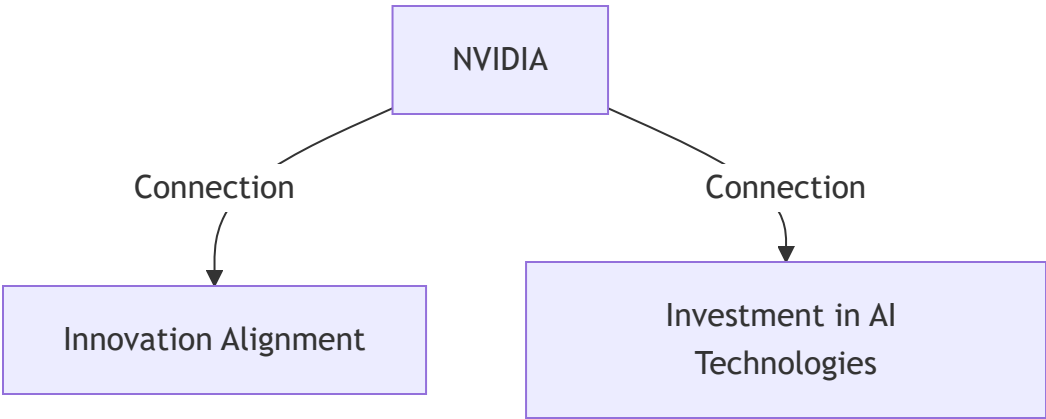 NVIDIA
Connection
Connection
Innovation Alignment
Investment in AI
Technologies